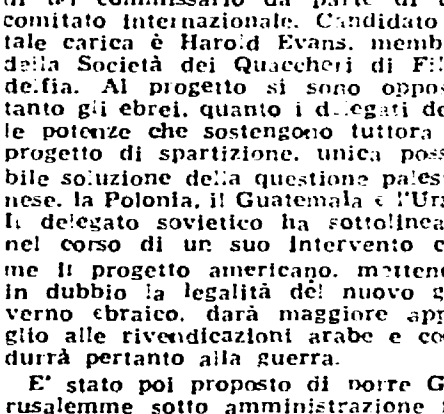 comitato internazionale. Candidato
tale carica è Harold Evans. memb
della Società dei Quaccheri di Fi
delfia. Al progetto si sono oppos
tanto gli ebrei. quanto i delegati de
le potenze che sostengono tuttora
progetto di spartizione. unica poss
bile soluzione della questione pales
nese. la Polonia, il Guatemala e l'Ur
Il delegato sovietico ha sottolinea
nel corso di un suo intervento c
me il progetto americano. mettend
in dubbio la legalità del nuovo g
verno ebraico. darà maggiore app
glio alle rivendicazioni arabe e co
durrà pertanto alla guerra.
E' stato poi proposto di porre G
rusalemme sotto amministrazione